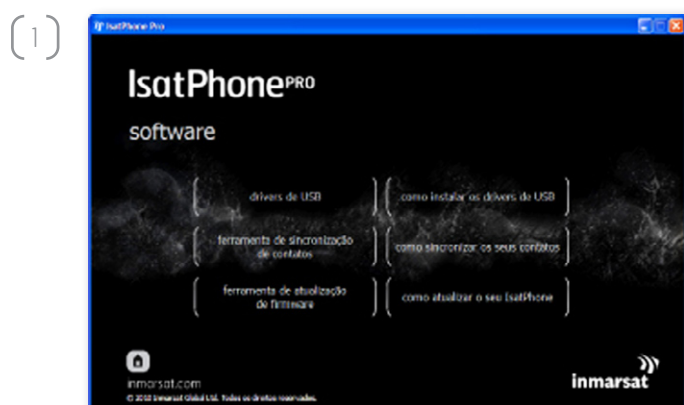 1
IsatPhone Pro
IsatPhone PRO
software
drivers de USB
como instalar os drivers de USB
ferramenta de sincronização
de contatos
como sincronizar os seus contatos
ferramenta de atualização
de firmware
como atualizar o seu IsatPhone
inmarsat.com
inmarsat
© 2010 Inmarsat Global Ltd. Todos os direitos reservados.